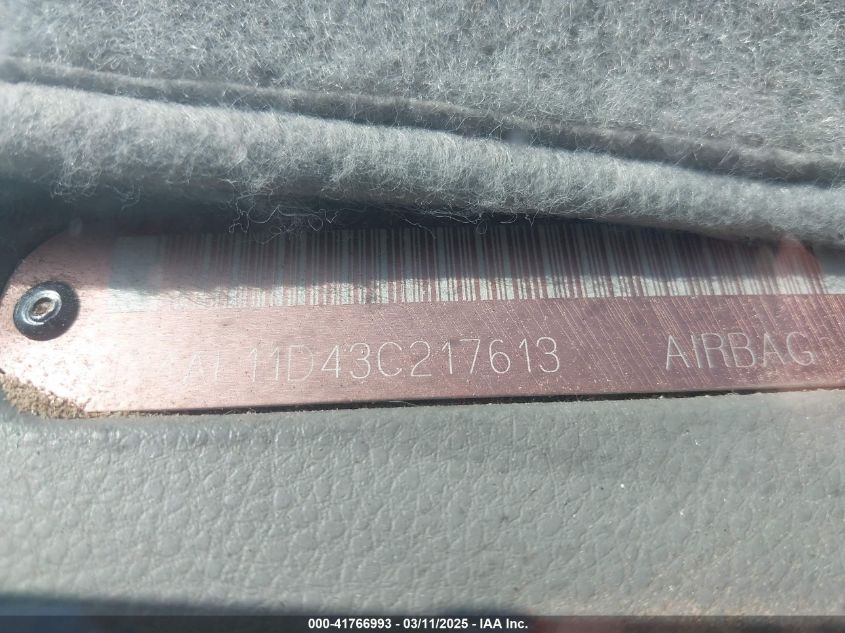 AL11D43C217613 AIRBAG
000-41766993 - 03/11/2025 - IAA Inc.